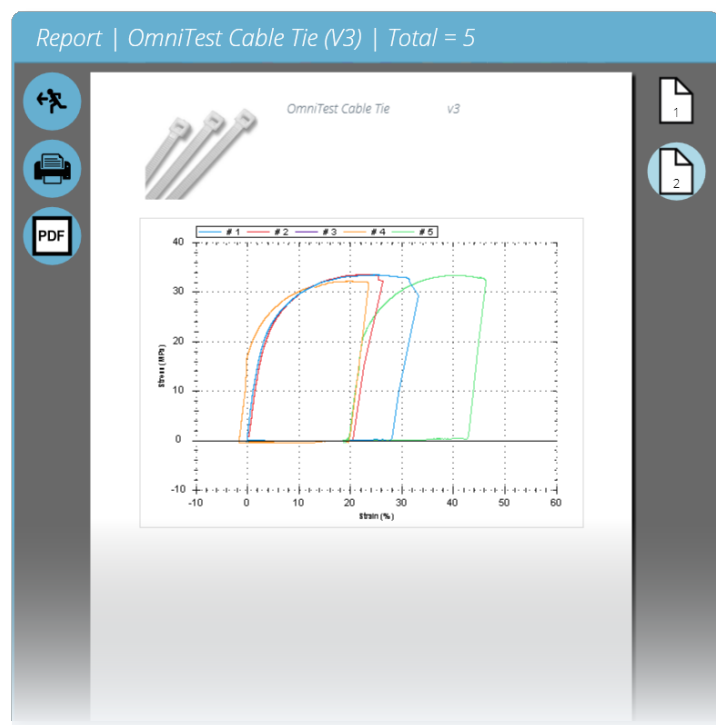 Report | OmniTest Cable Tie (V3) | Total = 5
1
2
PDF
OmniTest Cable Tie v3
# 1 # 2 # 3 # 4 # 5
40
30
20
10
0
-10
Stress (MPa)
-10 0 10 20 30 40 50 60
Strain (%)